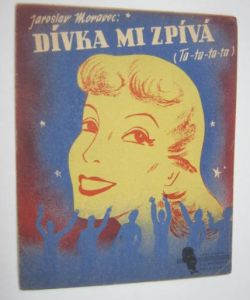 Jaroslav Moravec:
DÍVKA MI ZPÍVÁ
(Ta-ta-ta-ta)